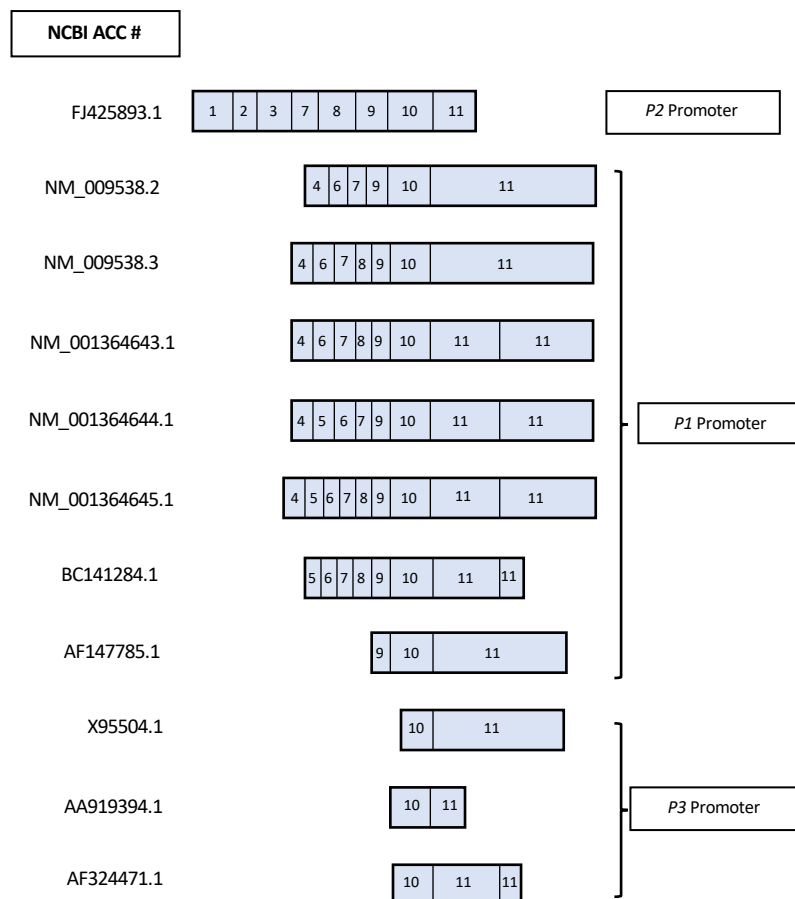 NCBI ACC #
FJ425893.1 1 2 3 7 8 9 10 11 P2 Promoter
NM_009538.2 4 6 7 9 10 11
NM_009538.3 4 6 7 8 9 10 11
NM_001364643.1 4 6 7 8 9 10 11 11
NM_001364644.1 4 5 6 7 9 10 11 11 P1 Promoter
NM_001364645.1 4 5 6 7 8 9 10 11 11
BC141284.1 5 6 7 8 9 10 11 11
AF147785.1 9 10 11
X95504.1 10 11
AA919394.1 10 11 P3 Promoter
AF324471.1 10 11 11